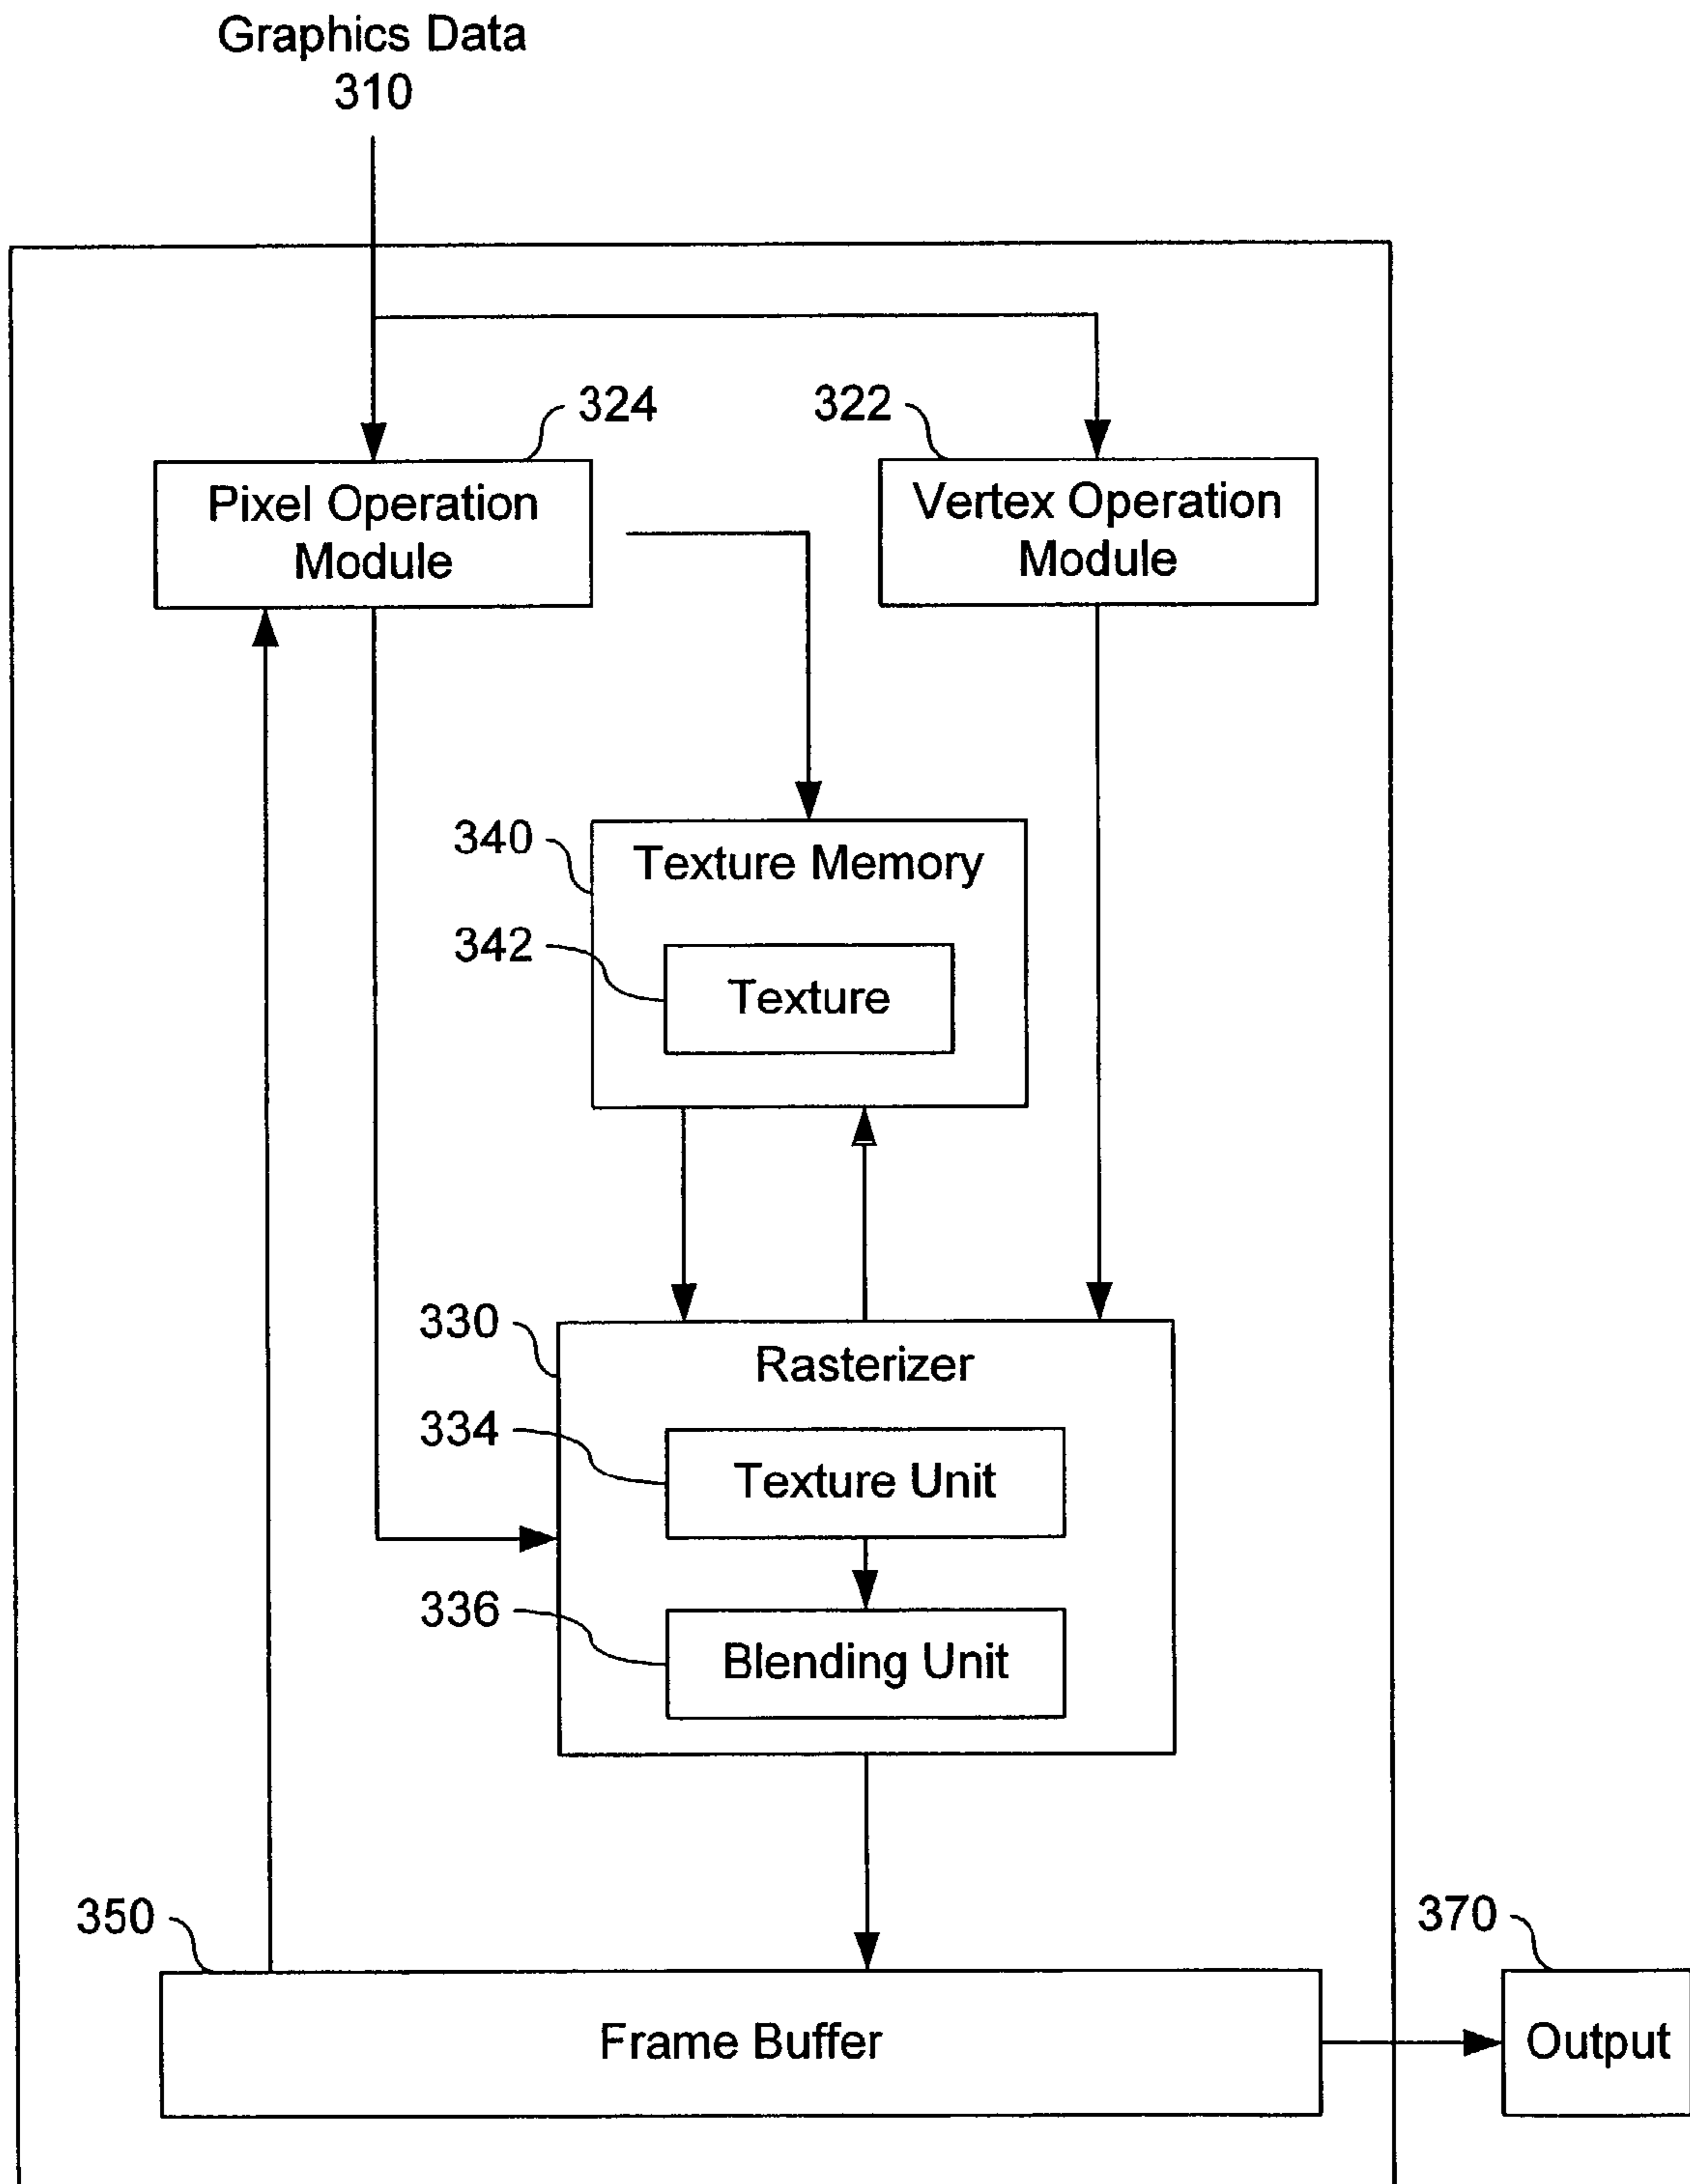 Graphics Data
310
324
322
Pixel Operation
Module
Vertex Operation
Module
340
Texture Memory
342
Texture
330
Rasterizer
334
Texture Unit
336
Blending Unit
350
370
Frame Buffer
Output